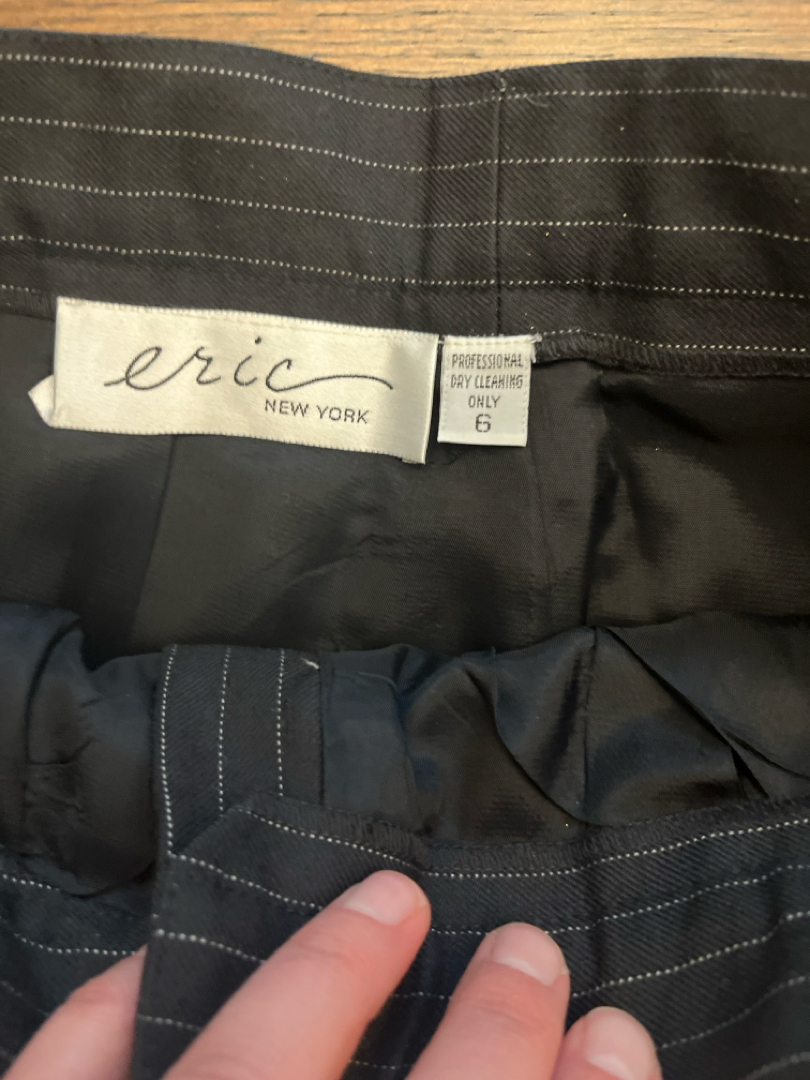 eric
NEW YORK
PROFESSIONAL
DRY CLEANING
ONLY
6